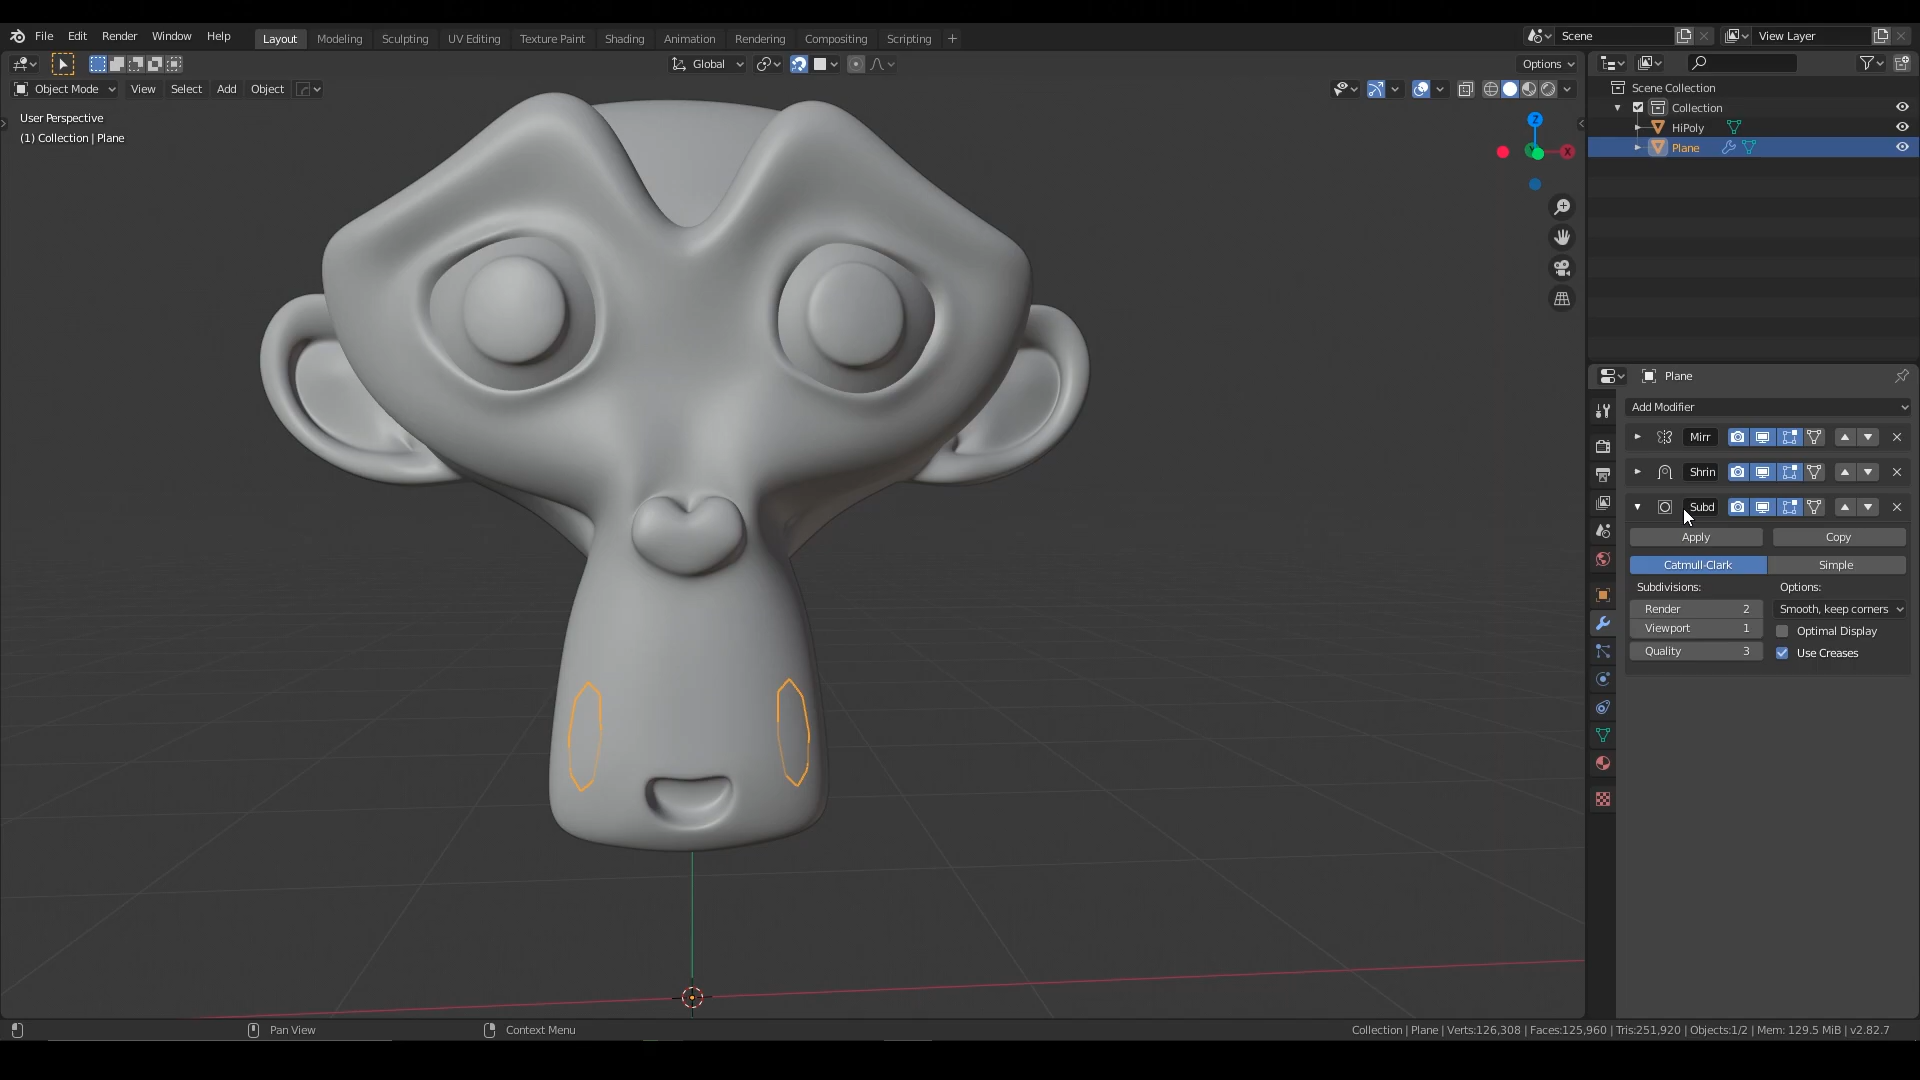 File Edit Render Window Help Layout Modeling Sculpting UV Editing Texture Paint Shading Animation Rendering Compositing Scripting + Scene View Layer
Global Options
Object Mode View Select Add Object
User Perspective
(1) Collection | Plane
Z
X
Scene Collection
Collection
HiPoly
Plane
Plane
Add Modifier
Mirr
Shrin
Subd
Apply Copy
Catmull-Clark Simple
Subdivisions: Options:
Render 2 Smooth, keep corners
Viewport 1 Optimal Display
Quality 3 Use Creases
Pan View Context Menu Collection | Plane | Verts:126,308 | Faces:125,960 | Tris:251,920 | Objects:1/2 | Mem: 129.5 MiB | v2.82.7